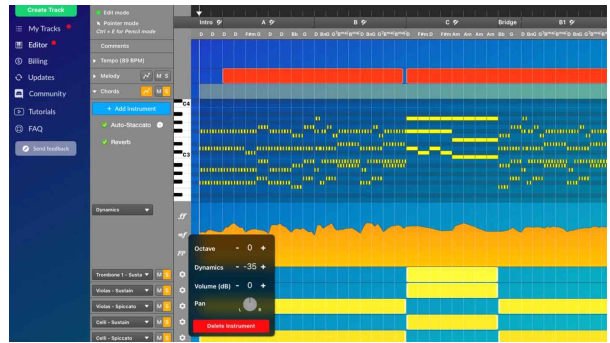 Create Track
My Tracks
Editor
Billing
Updates
Community
Tutorials
FAQ
Send feedback
Edit mode
Pointer mode
Ctrl + E for Pencil mode
Comments
Tempo (89 BPM)
Melody
M S
Chords
M S
+ Add instrument
Auto-Staccato
Reverb
Dynamics
Trombone 1 - Susta
M S
Violas - Sustain
M S
Violas - Spiccato
M S
Celli - Sustain
M S
Celli - Spiccato
M S
Intro
A
B
C
Bridge
B1
C4
C3
ff
mf
PP
Octave - 0 +
Dynamics - -35 +
Volume (dB) - 0 +
Pan
L R
Delete Instrument